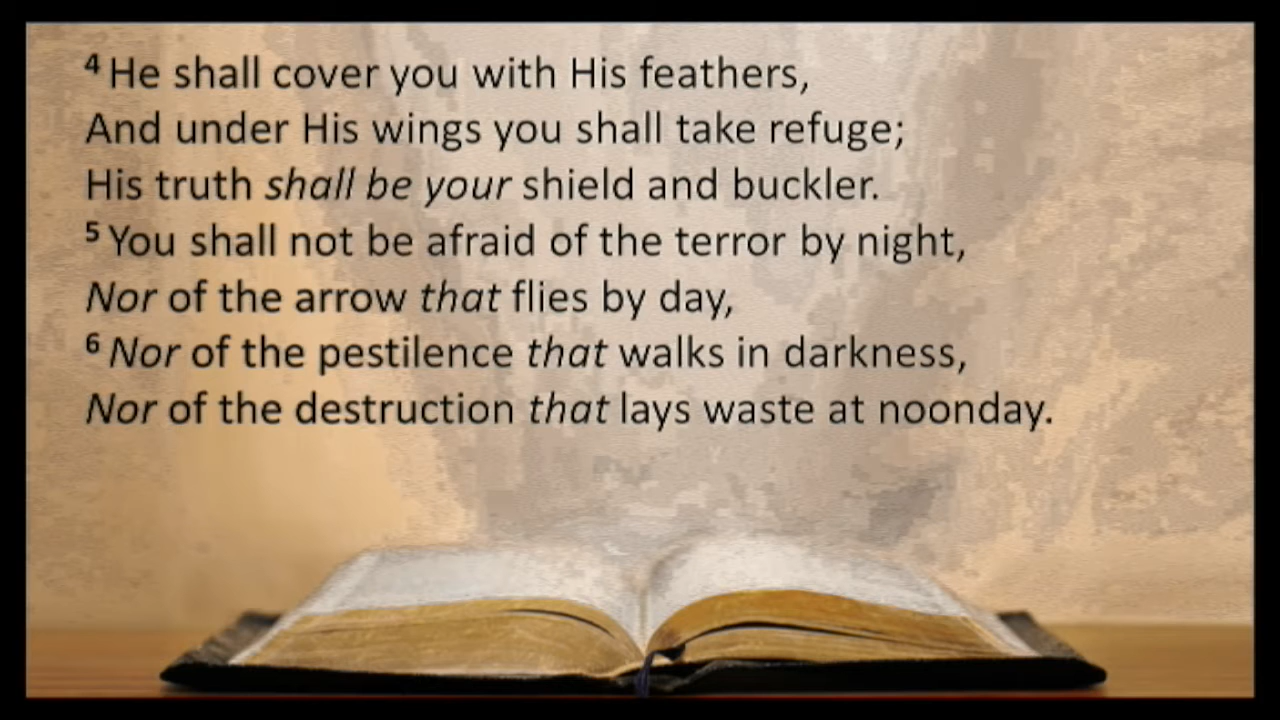 4 He shall cover you with His feathers,
And under His wings you shall take refuge;
His truth shall be your shield and buckler.
5 You shall not be afraid of the terror by night,
Nor of the arrow that flies by day,
6 Nor of the pestilence that walks in darkness,
Nor of the destruction that lays waste at noonday.